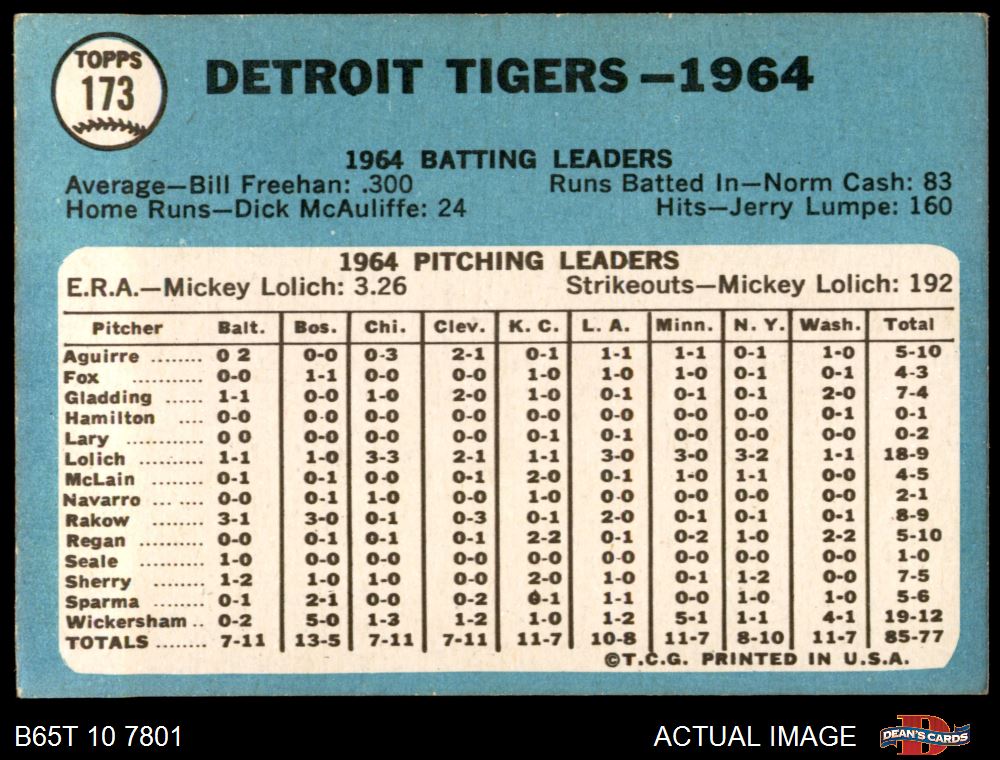 TOPPS
173
DETROIT TIGERS—1964
1964 BATTING LEADERS
Average—Bill Freehan: .300 Runs Batted In—Norm Cash: 83
Home Runs—Dick McAuliffe: 24 Hits—Jerry Lumpe: 160
1964 PITCHING LEADERS
E.R.A.—Mickey Lolich: 3.26 Strikeouts—Mickey Lolich: 192
Pitcher Balt. Bos. Chi. Clev. K. C. L. A. Minn. N. Y. Wash. Total
Aguirre ........ 0 2 0-0 0-3 2-1 0-1 1-1 1-1 0-1 1-0 5-10
Fox .......... 0-0 1-1 0-0 0-0 1-0 1-0 1-0 0-1 0-1 4-3
Gladding ...... 1-1 0-0 1-0 2-0 1-0 0-1 0-1 0-1 2-0 7-4
Hamilton .... 0-0 0-0 0-0 0-0 0-0 0-0 0-0 0-0 0-1 0-1
Lary ........... 0 0 0-0 0-0 0-0 0-1 0-1 0-0 0-0 0-0 0-2
Lolich ......... 1-1 1-0 3-3 2-1 1-1 3-0 3-0 3-2 1-1 18-9
McLain ....... 0-1 0-1 0-0 0-1 2-0 0-1 1-0 1-1 0-0 4-5
Navarro ... ..... 0-0 0-1 1-0 0-0 1-0 0-0 0-0 0-0 0-0 2-1
Rakow ........ 3-1 3-0 0-1 0-3 0-1 2-0 0-1 0-1 0-1 8-9
Regan .......... 0-0 0-1 0-1 0-1 2-2 0-1 0-2 1-0 2-2 5-10
Seale .......... 1-0 0-0 0-0 0-0 0-0 0-0 0-0 0-0 0-0 1-0
Sherry ........ 1-2 1-0 1-0 0-0 2-0 1-0 0-1 1-2 0-0 7-5
Sparma ....... 0-1 2-1 0-0 0-2 0-1 1-1 0-0 1-0 1-0 5-6
Wickersham .. 0-2 5-0 1-3 1-2 1-0 1-2 5-1 1-1 4-1 19-12
TOTALS ........ 7-11 13-5 7-11 7-11 11-7 10-8 11-7 8-10 11-7 85-77
©T.C.G. PRINTED IN U.S.A.
B65T 10 7801 ACTUAL IMAGE D DEAN'S CARDS